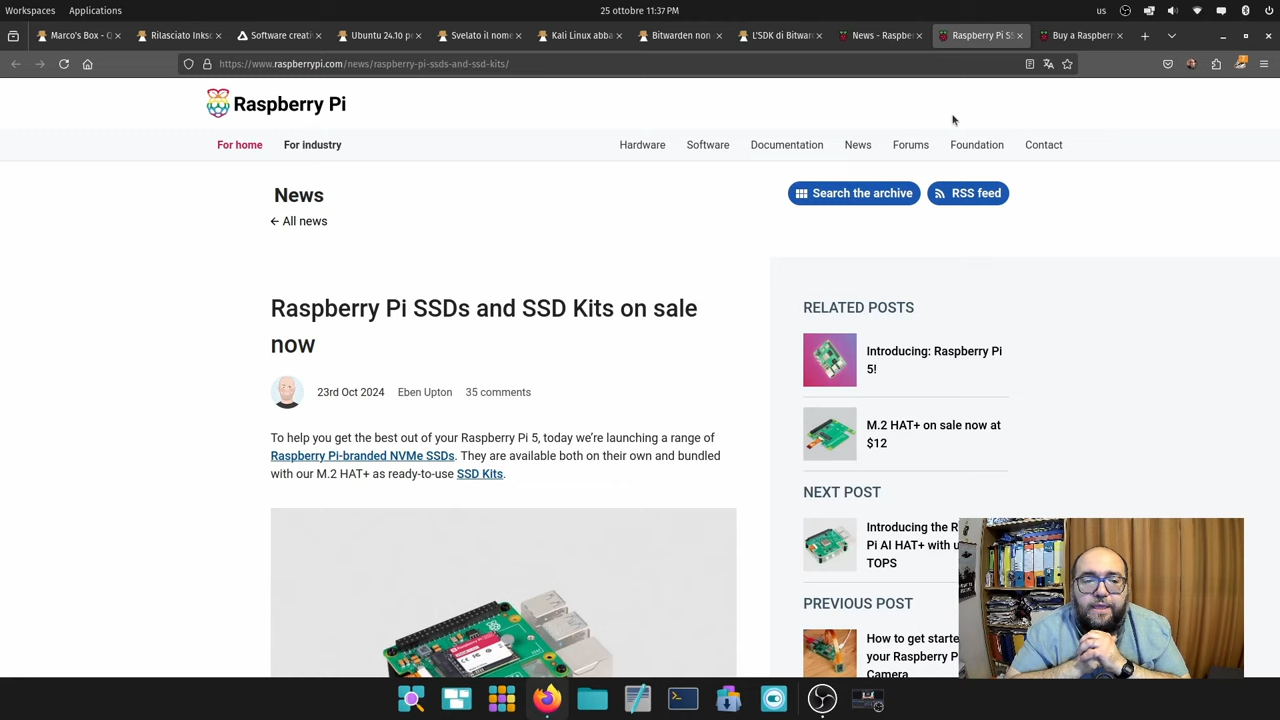 Workspaces Applications 25 ottobre 11:37 PM us
Marco's Box - O Rilasciato Inksc Software creati Ubuntu 24.10 p Svelato il nome Kali Linux abba Bitwarden non L'SDK di Bitwar News - Raspbe Raspberry Pi SS Buy a Raspberr
https://www.raspberrypi.com/news/raspberry-pi-ssds-and-ssd-kits/
Raspberry Pi
For home For industry Hardware Software Documentation News Forums Foundation Contact
News
Search the archive RSS feed
← All news
Raspberry Pi SSDs and SSD Kits on sale
now
23rd Oct 2024 Eben Upton 35 comments
To help you get the best out of your Raspberry Pi 5, today we're launching a range of
Raspberry Pi-branded NVMe SSDs. They are available both on their own and bundled
with our M.2 HAT+ as ready-to-use SSD Kits.
RELATED POSTS
Introducing: Raspberry Pi
5!
M.2 HAT+ on sale now at
$12
NEXT POST
Introducing the R
Pi AI HAT+ with u
TOPS
PREVIOUS POST
How to get starte
your Raspberry P
Camera